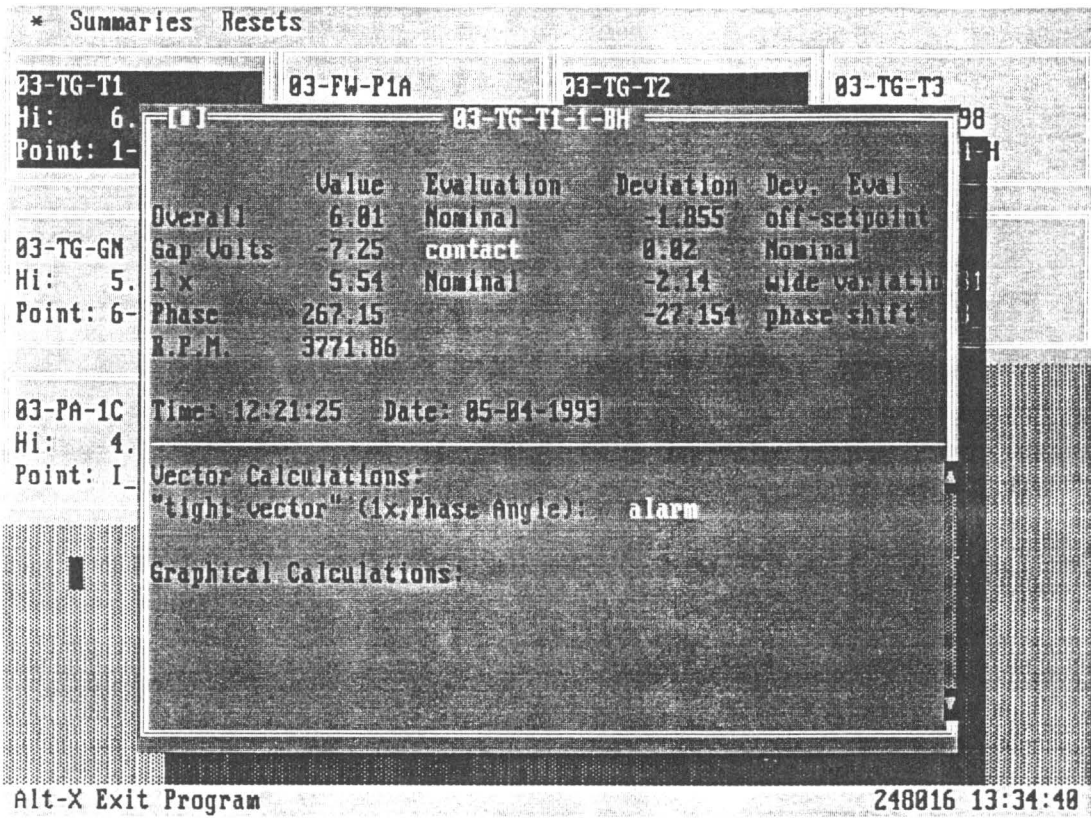 * Summaries Resets
03-TG-T1 03-FW-P1A 03-TG-T2 03-TG-T3
Hi: 6. 98
Point: 1- 1-H
03-TG-T1-1-BH
Value Evaluation Deviation Dev. Eval
Overall 6.01 Nominal -1.855 off-setpoint
03-TG-GN Gap Volts -7.25 contact 0.02 Nominal
Hi: 5. 1 x 5.54 Nominal -2.14 wide variatin
Point: 6- Phase 267.15 -27.154 phase shift
R.P.M. 3771.86
03-PA-1C Time: 12:21:25 Date: 05-04-1993
Hi: 4.
Point: I_ Vector Calculations:
"tight vector" (1x,Phase Angle): alarm
Graphical Calculations:
Alt-X Exit Program 248016 13:34:40